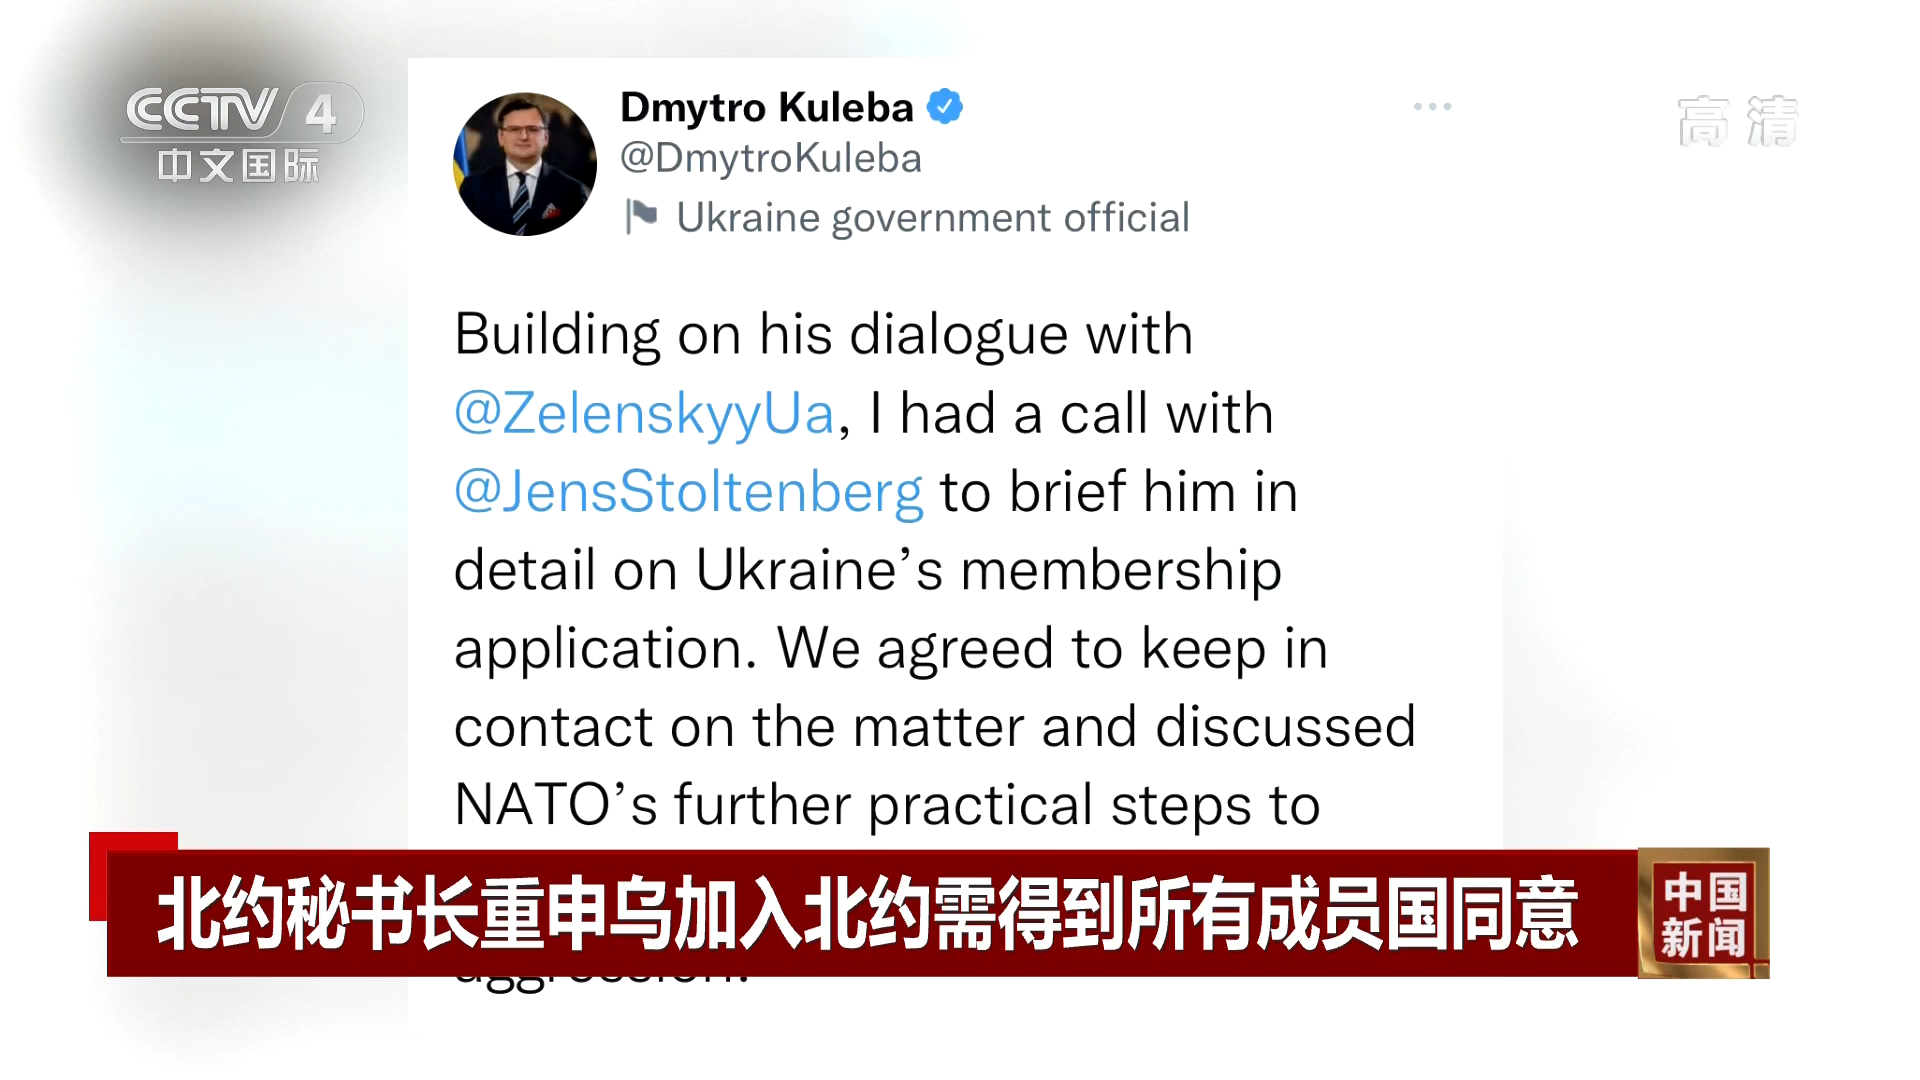 CCTV 4
中文国际
高清
Dmytro Kuleba
@DmytroKuleba
Ukraine government official
Building on his dialogue with
@ZelenskyyUa, I had a call with
@JensStoltenberg to brief him in
detail on Ukraine’s membership
application. We agreed to keep in
contact on the matter and discussed
NATO’s further practical steps to
北约秘书长重申乌加入北约需得到所有成员国同意
中国
新闻
aggression.